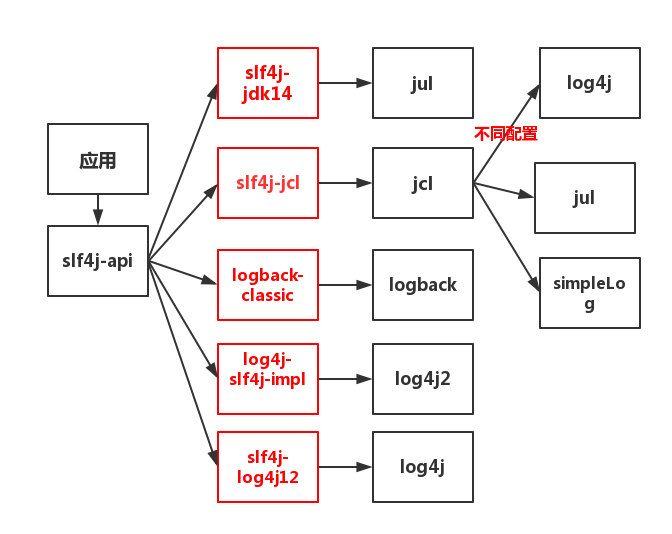 应用
slf4j-api
slf4j-
jdk14
jul
log4j
不同配置
slf4j-jcl
jcl
jul
logback-
classic
logback
simpleLo
g
log4j-
slf4j-impl
log4j2
slf4j-
log4j12
log4j